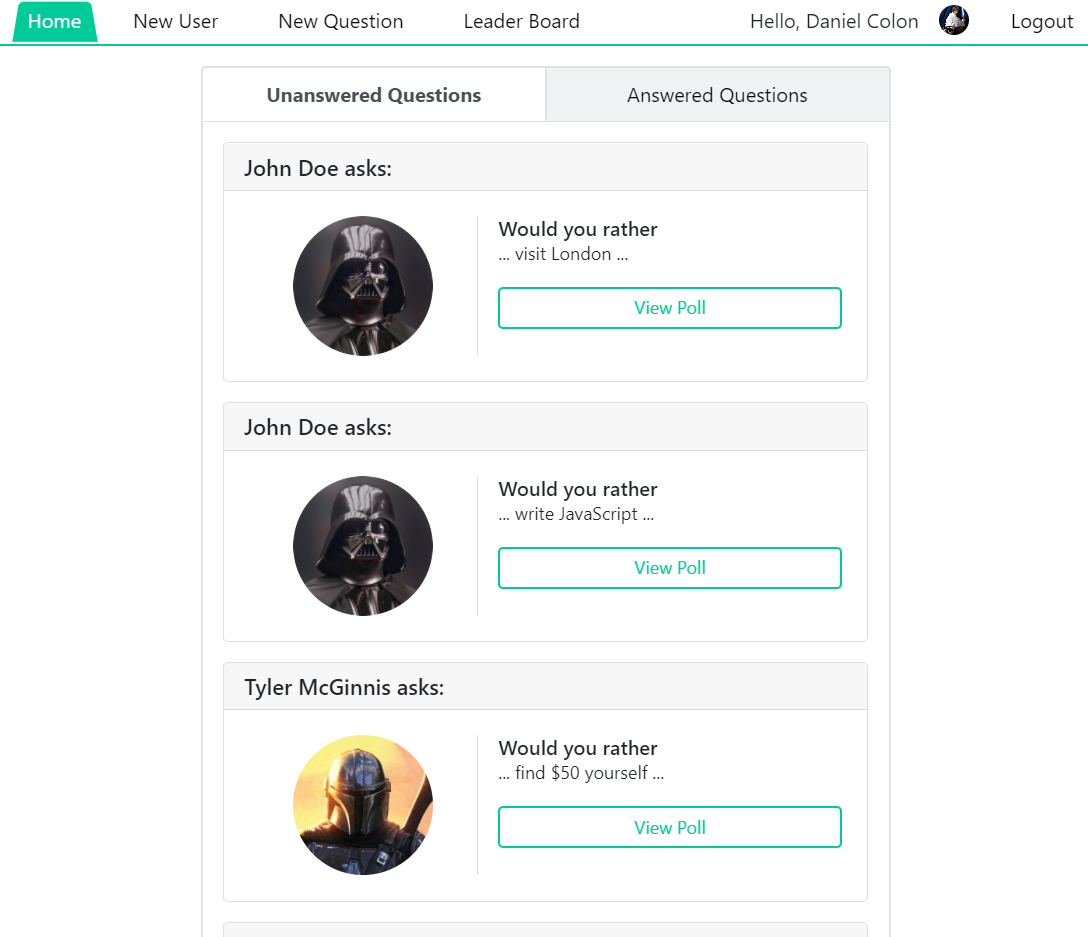 Home New User New Question Leader Board Hello, Daniel Colon Logout
Unanswered Questions Answered Questions
John Doe asks:
Would you rather
... visit London ...
View Poll
John Doe asks:
Would you rather
... write JavaScript ...
View Poll
Tyler McGinnis asks:
Would you rather
... find $50 yourself ...
View Poll